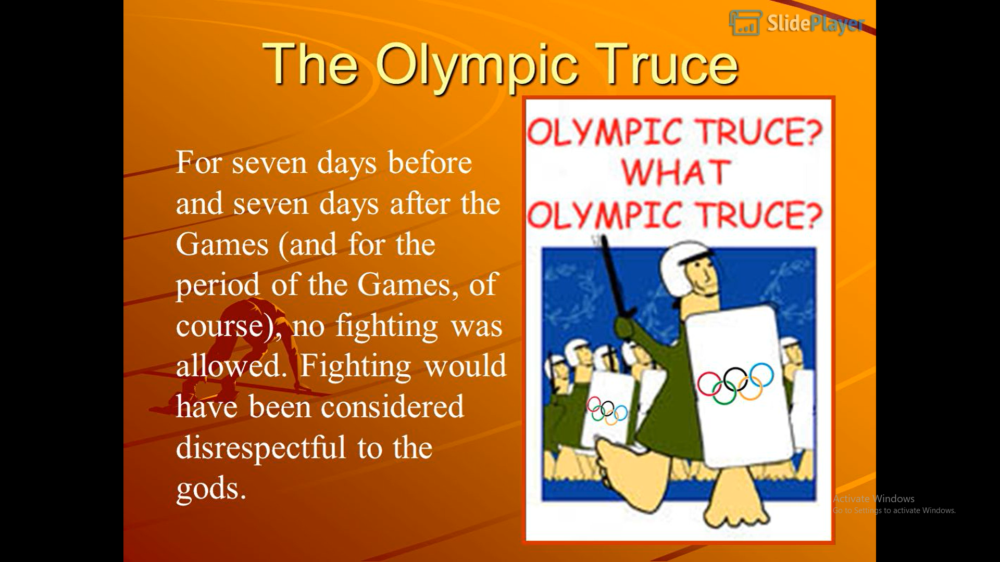 SlidePlayer
The Olympic Truce
For seven days before
and seven days after the
Games (and for the
period of the Games, of
course), no fighting was
allowed. Fighting would
have been considered
disrespectful to the
gods.
OLYMPIC TRUCE?
WHAT
OLYMPIC TRUCE?
Activate Windows
Go to Settings to activate Windows.